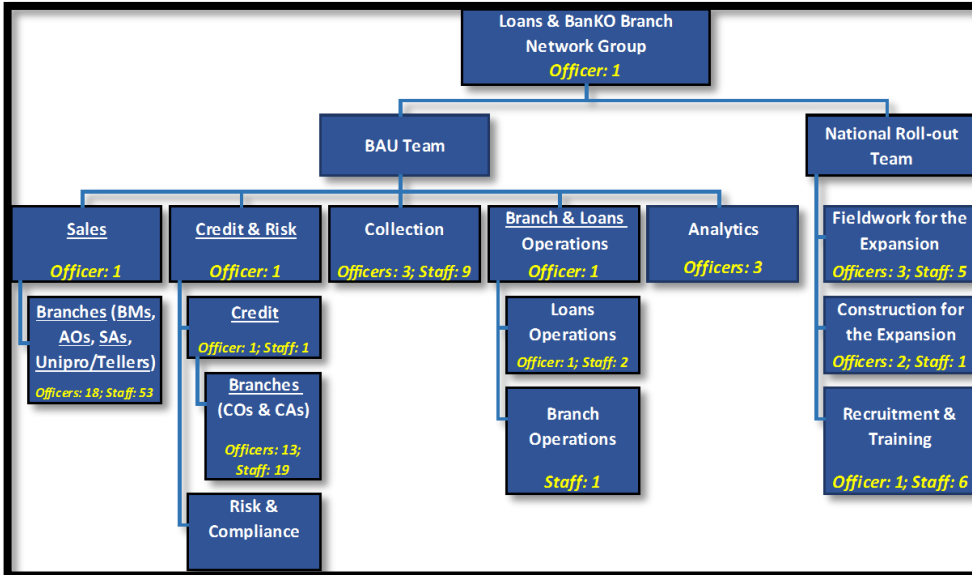 Loans & BanKO Branch
Network Group
Officer: 1
BAU Team
National Roll-out
Team
Sales
Officer: 1
Credit & Risk
Officer: 1
Collection
Officers: 3; Staff: 9
Branch & Loans
Operations
Officer: 1
Analytics
Officers: 3
Fieldwork for the
Expansion
Officers: 3; Staff: 5
Branches (BMs,
AOs, SAs,
Unipro/Tellers)
Officers: 18; Staff: 53
Credit
Officer: 1; Staff: 1
Loans
Operations
Officer: 1; Staff: 2
Construction for
the Expansion
Officers: 2; Staff: 1
Branches
(COs & CAs)
Officers: 13;
Staff: 19
Branch
Operations
Staff: 1
Recruitment &
Training
Officer: 1; Staff: 6
Risk &
Compliance